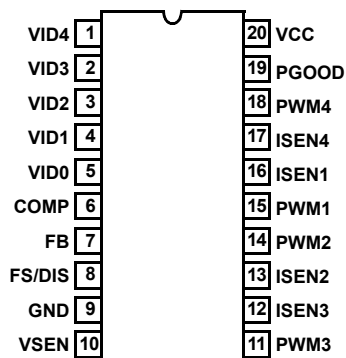 VID4 1 20 VCC
VID3 2 19 PGOOD
VID2 3 18 PWM4
VID1 4 17 ISEN4
VID0 5 16 ISEN1
COMP 6 15 PWM1
FB 7 14 PWM2
FS/DIS 8 13 ISEN2
GND 9 12 ISEN3
VSEN 10 11 PWM3